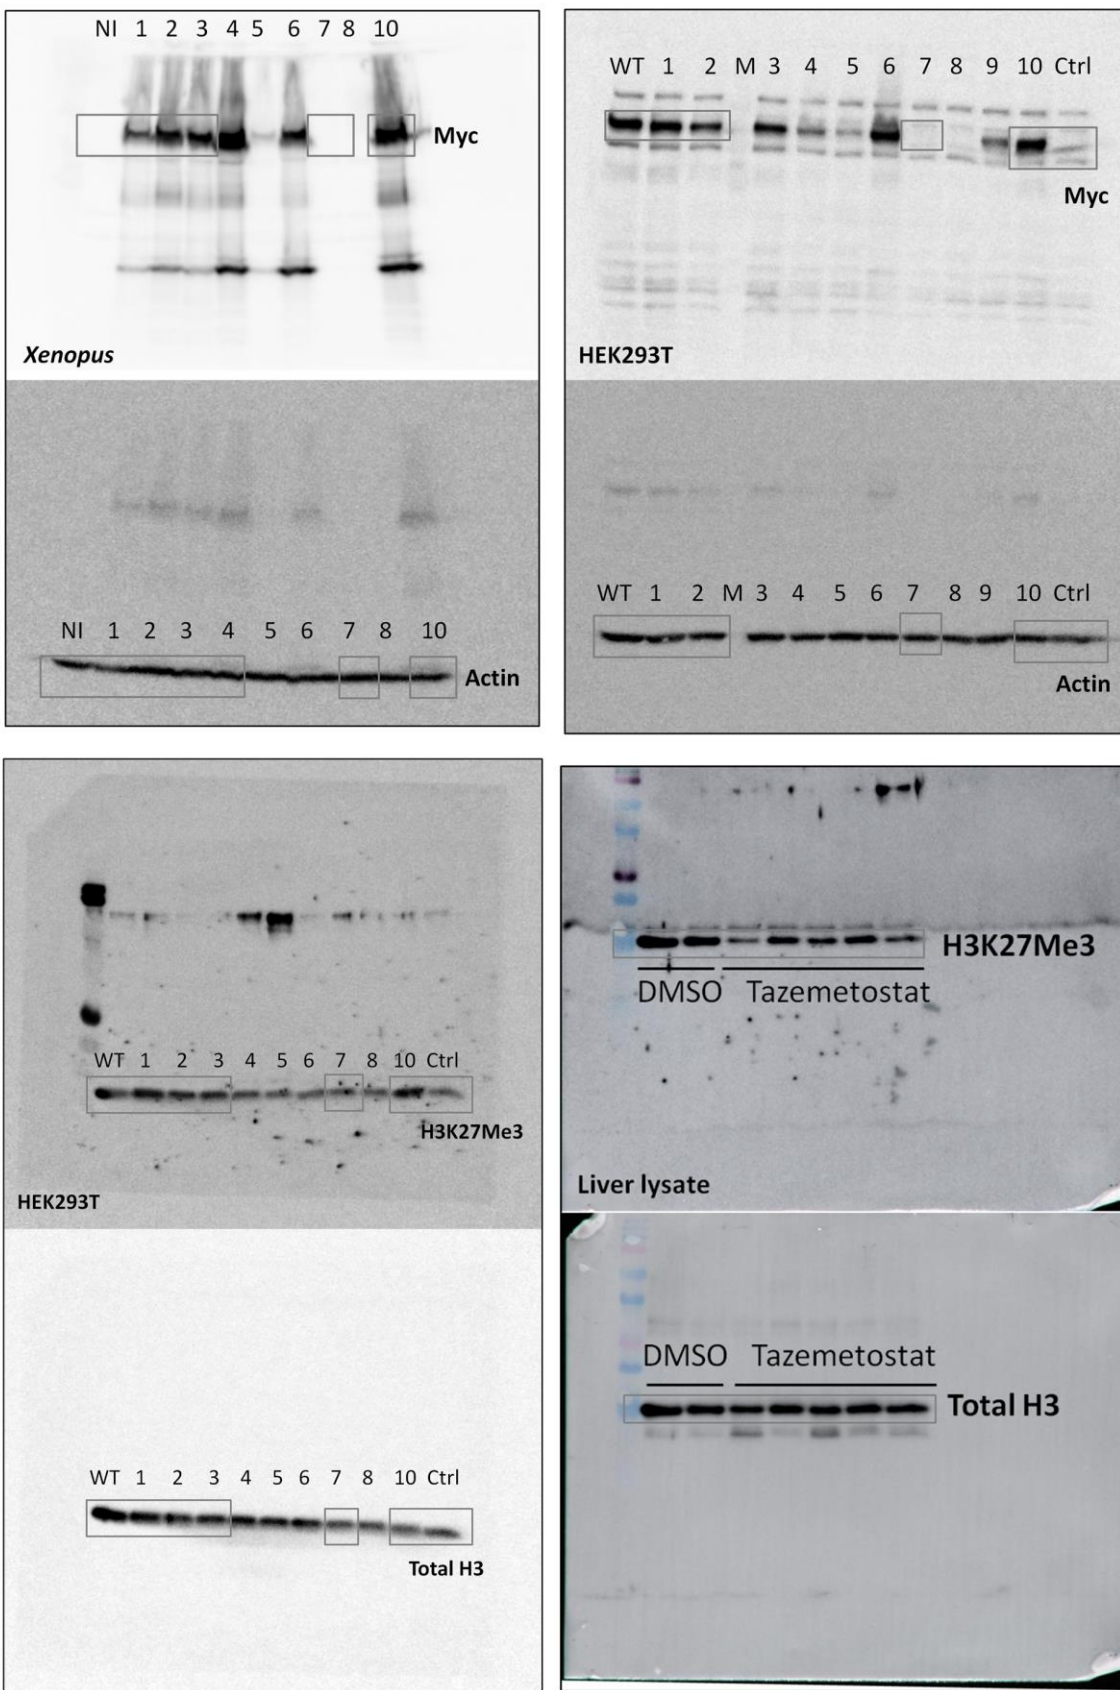 NI 1 2 3 4 5 6 7 8 10
Myc
Xenopus
NI 1 2 3 4 5 6 7 8 10
Actin
WT 1 2 M 3 4 5 6 7 8 9 10 Ctrl
Myc
HEK293T
WT 1 2 M 3 4 5 6 7 8 9 10 Ctrl
Actin
WT 1 2 3 4 5 6 7 8 10 Ctrl
H3K27Me3
HEK293T
WT 1 2 3 4 5 6 7 8 10 Ctrl
Total H3
H3K27Me3
DMSO Tazemetostat
Liver lysate
DMSO Tazemetostat
Total H3